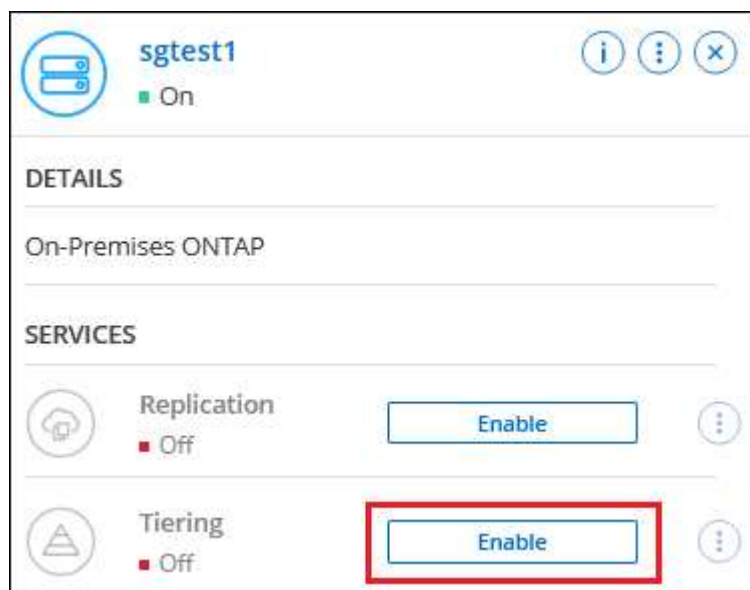 sgtest1
On
DETAILS
On-Premises ONTAP
SERVICES
Replication
Enable
Off
Tiering
Enable
Off